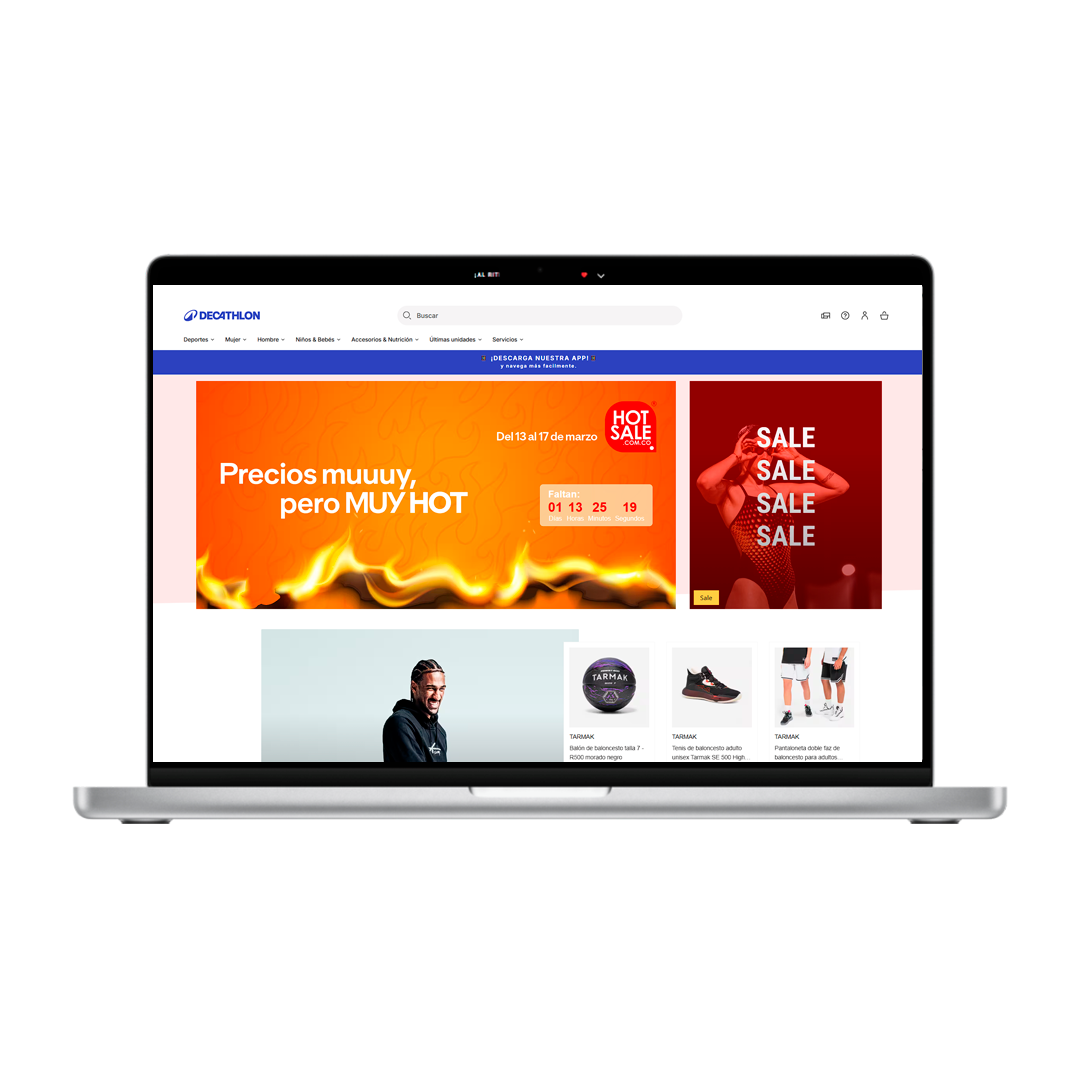 ¡AL RIT
DECATHLON
Buscar
Deportes
Mujer
Hombre
Niños & Bebés
Accesorios & Nutrición
Últimas unidades
Servicios
¡DESCARGA NUESTRA APP!
y navega más facilmente.
Del 13 al 17 de marzo
HOT
SALE
.COM.CO
Precios muuuy,
pero MUY HOT
Faltan:
01 13 25 19
Días Horas Minutos Segundos
SALE
SALE
SALE
SALE
Sale
TARMAK
TARMAK
Balón de baloncesto talla 7 -
R500 morado negro
TARMAK
Tenis de baloncesto adulto
unisex Tarmak SE 500 High...
TARMAK
Pantaloneta doble faz de
baloncesto para adultos...